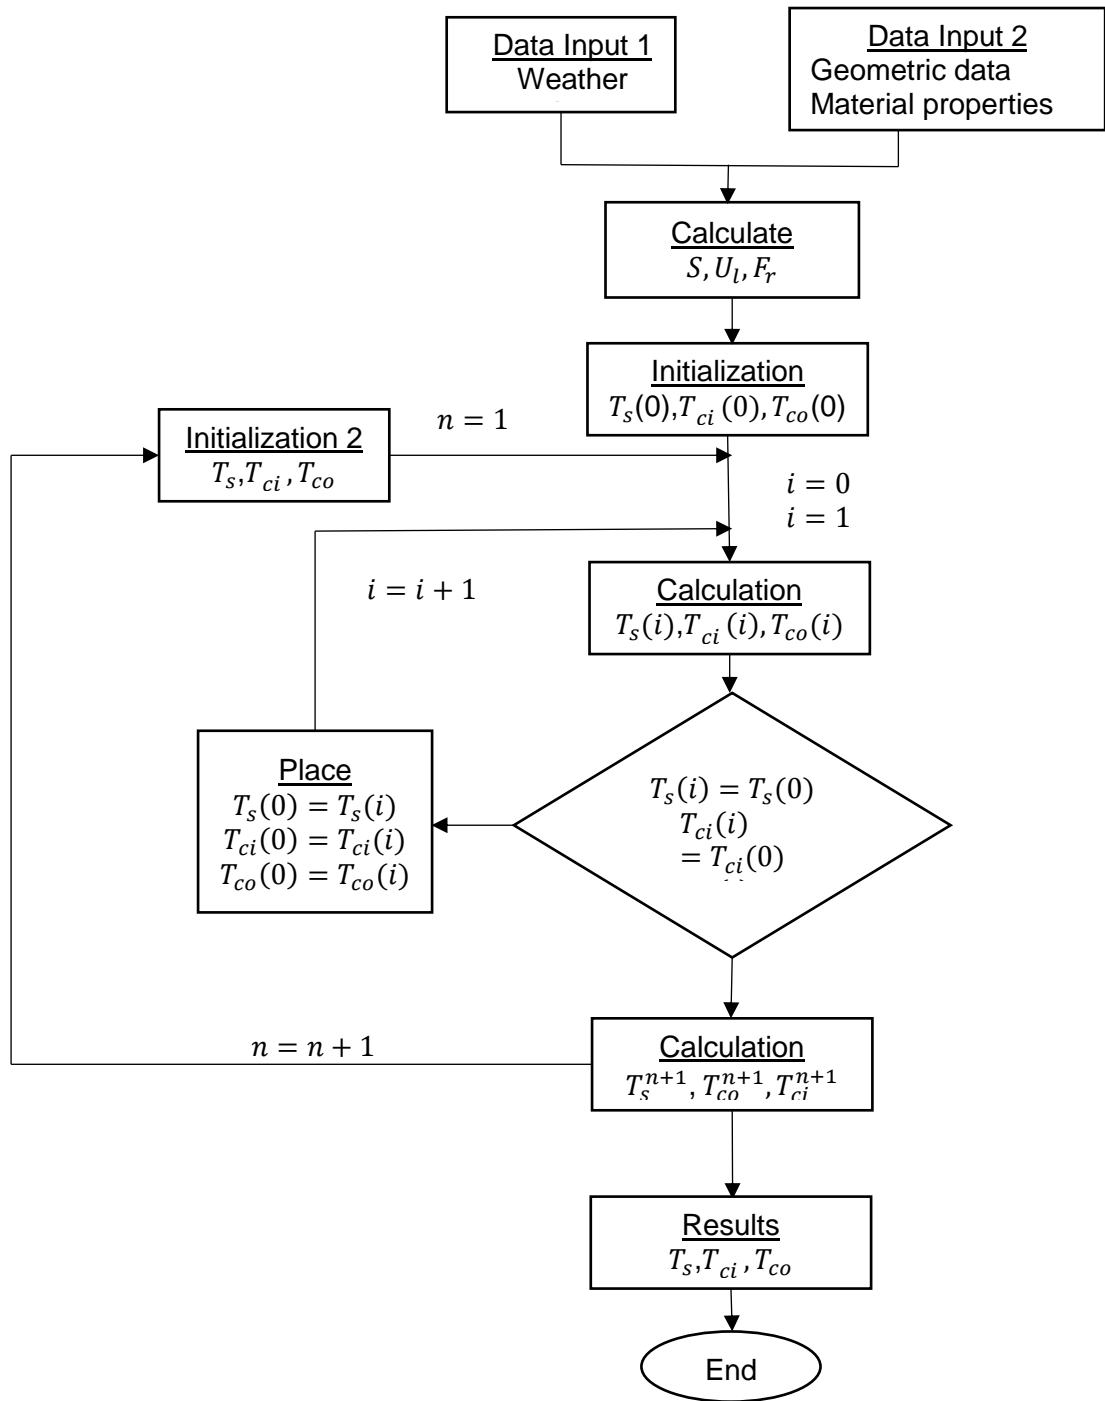 Data Input 1
Weather
Data Input 2
Geometric data
Material properties
Calculate
S, U_l, F_r
Initialization
T_s(0),T_ci (0), T_co(0)
n = 1
Initialization 2
T_s,T_ci , T_co
i = 0
i = 1
i = i + 1
Calculation
T_s(i),T_ci (i), T_co(i)
Place
T_s(0) = T_s(i)
T_ci(0) = T_ci(i)
T_co(0) = T_co(i)
T_s(i) = T_s(0)
T_ci(i)
= T_ci(0)
n = n + 1
Calculation
T_s^{n+1}, T_co^{n+1}, T_ci^{n+1}
Results
T_s,T_ci , T_co
End